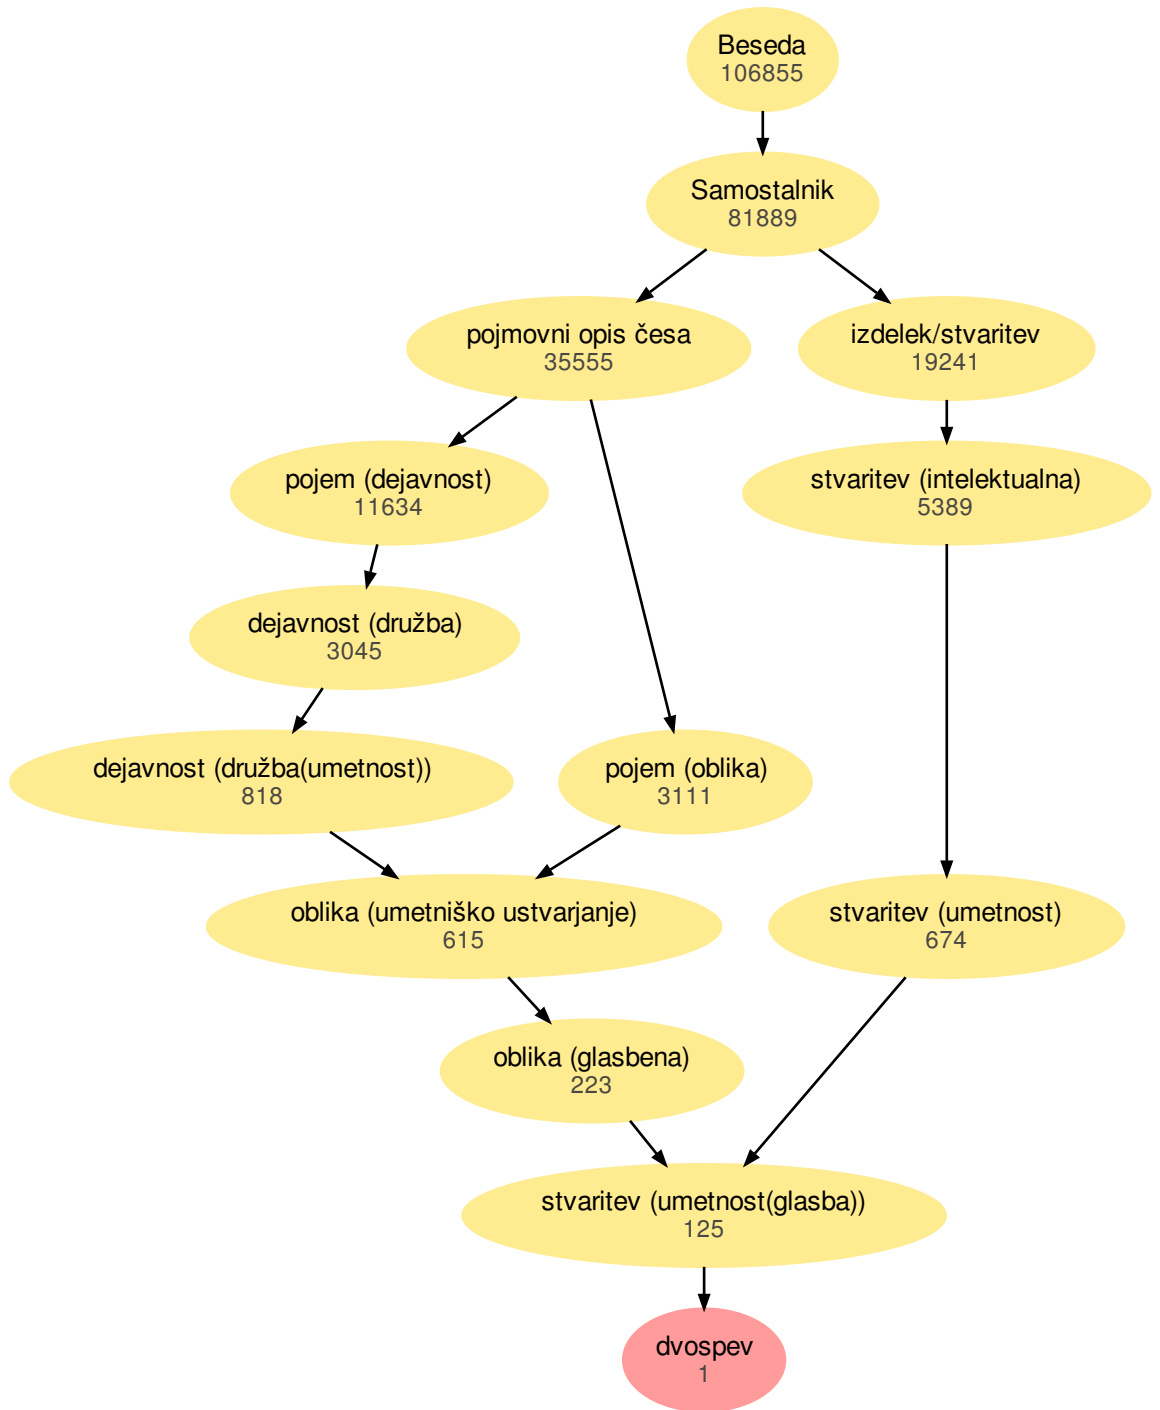 Beseda
106855
Samostalnik
81889
pojmovni opis česa
35555
izdelek/stvaritev
19241
pojem (dejavnost)
11634
stvaritev (intelektualna)
5389
dejavnost (družba)
3045
dejavnost (družba(umetnost))
818
pojem (oblika)
3111
oblika (umetniško ustvarjanje)
615
stvaritev (umetnost)
674
oblika (glasbena)
223
stvaritev (umetnost(glasba))
125
dvospev
1